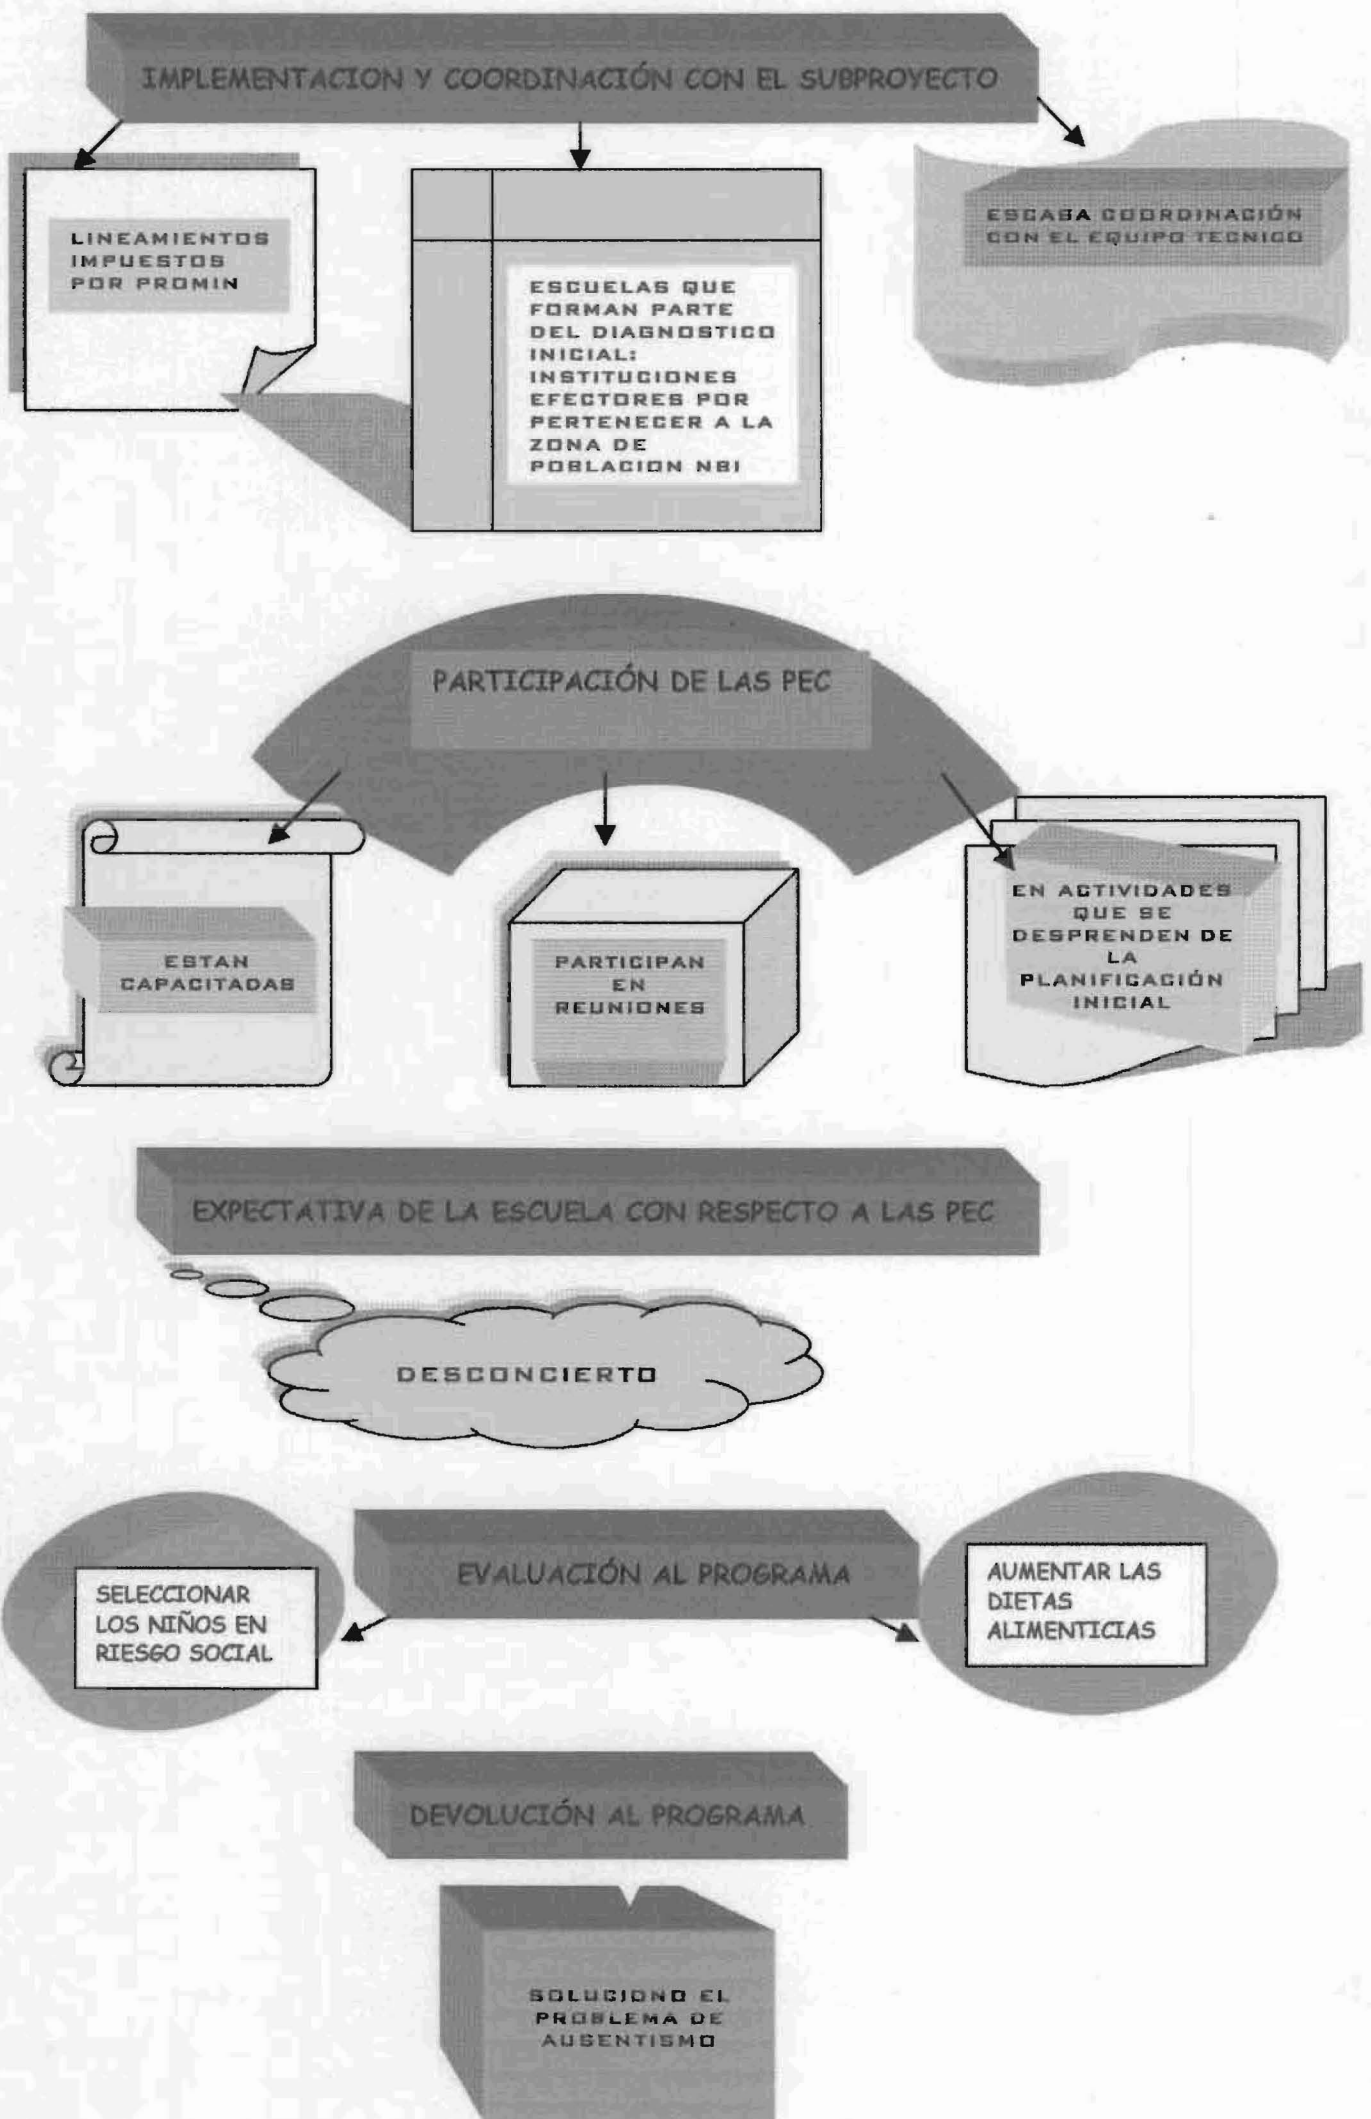 IMPLEMENTACION Y COORDINACIÓN CON EL SUBPROYECTO
LINEAMIENTOS
IMPUESTOS
POR PROMIN
ESCUELAS QUE
FORMAN PARTE
DEL DIAGNOSTICO
INICIAL:
INSTITUCIONES
EFECTORES POR
PERTENECER A LA
ZONA DE
POBLACION NBI
ESCASA COORDINACIÓN
CON EL EQUIPO TECNICO
PARTICIPACIÓN DE LAS PEC
ESTAN
CAPACITADAS
PARTICIPAN
EN
REUNIONES
EN ACTIVIDADES
QUE SE
DESPRENDEN DE
LA
PLANIFICACIÓN
INICIAL
EXPECTATIVA DE LA ESCUELA CON RESPECTO A LAS PEC
DESCONCIERTO
EVALUACIÓN AL PROGRAMA
SELECCIONAR
LOS NIÑOS EN
RIESGO SOCIAL
AUMENTAR LAS
DIETAS
ALIMENTICIAS
DEVOLUCIÓN AL PROGRAMA
SOLUCIONO EL
PROBLEMA DE
AUSENTISMO